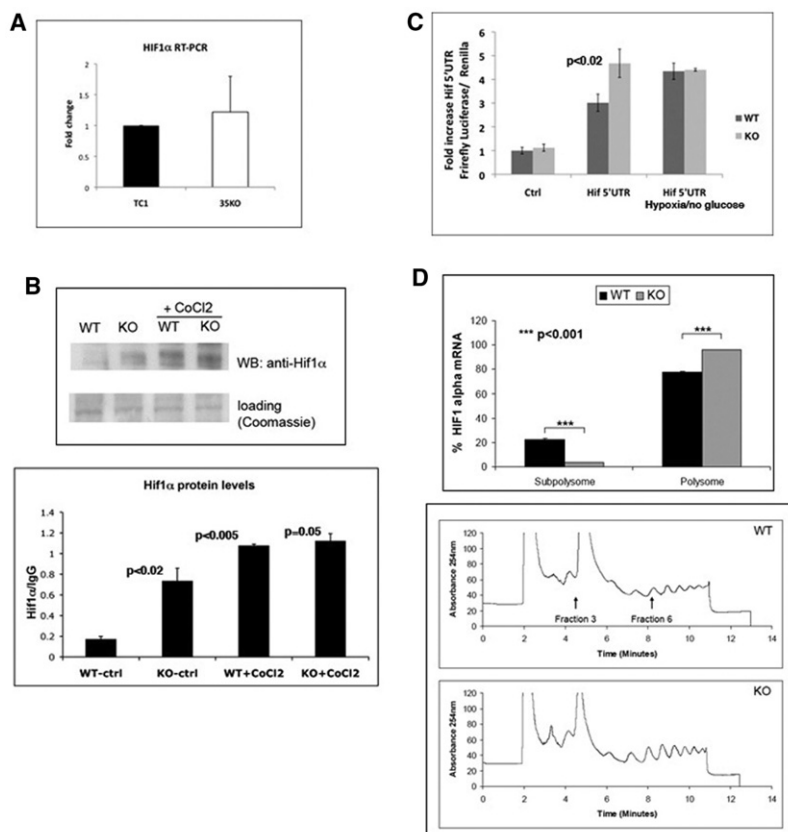 A
HIF1α RT-PCR
Fold change
2
1.5
1
0.5
0
TC1
3SKO
B
+ CoCl2
WT KO WT KO
WB: anti-Hif1α
loading
(Coomassie)
Hif1α protein levels
Hif1α/IgG
1.4
1.2
1
0.8
0.6
0.4
0.2
0
p<0.02
p<0.005
p=0.05
WT-ctrl
KO-ctrl
WT+CoCl2
KO+CoCl2
C
Fold increase Hif 5'UTR
Frirefly Luciferase/ Renilla
6
5
4
3
2
1
0
p<0.02
WT
KO
Ctrl
Hif 5'UTR
Hif 5'UTR
Hypoxia/no glucose
D
WT KO
% HIF1 alpha mRNA
120
100
80
60
40
20
0
*** p<0.001
***
***
Subpolysome
Polysome
WT
Absorbance 254nm
120
100
80
60
40
20
0
Fraction 3
Fraction 6
0 2 4 6 8 10 12 14
Time (Minutes)
KO
Absorbance 254nm
120
100
80
60
40
20
0
0 2 4 6 8 10 12 14
Time (Minutes)